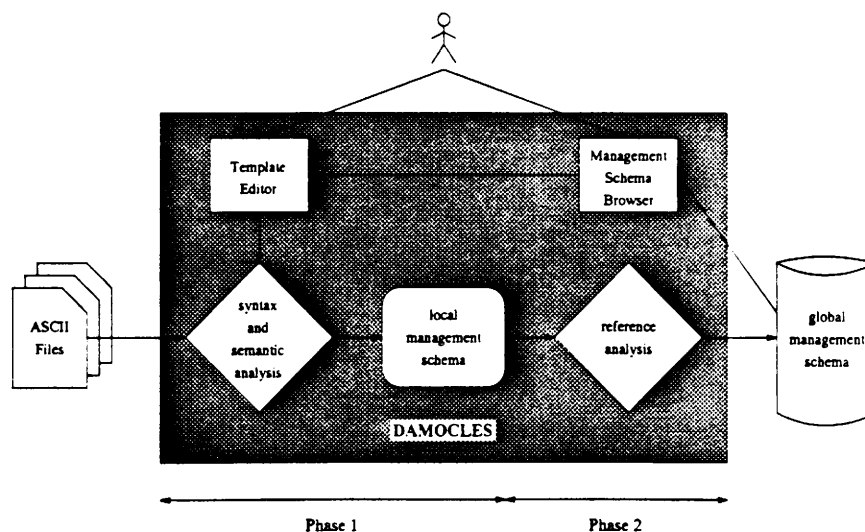 Template
Editor
Management
Schema
Browser
ASCII
Files
syntax
and
semantic
analysis
local
management
schema
reference
analysis
global
management
schema
DAMOCLES
Phase 1
Phase 2